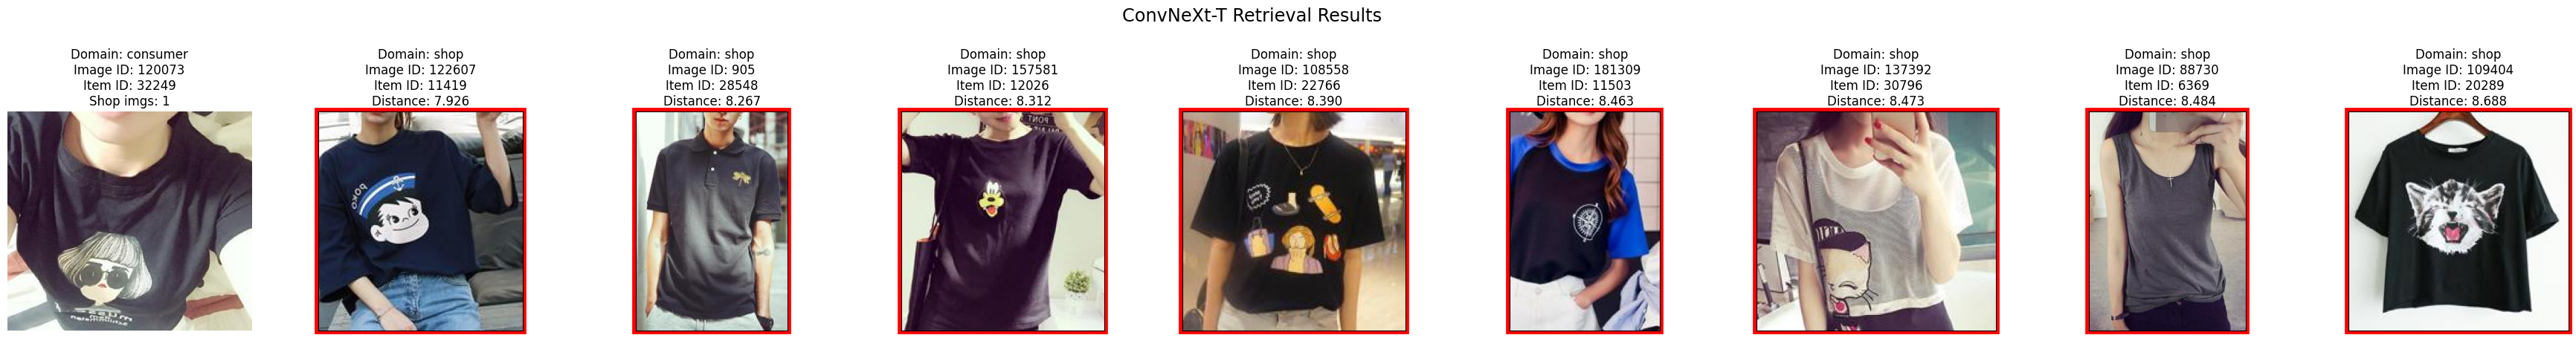 ConvNeXt-T Retrieval Results
Domain: consumer
Image ID: 120073
Item ID: 32249
Shop imgs: 1
Domain: shop
Image ID: 122607
Item ID: 11419
Distance: 7.926
Domain: shop
Image ID: 905
Item ID: 28548
Distance: 8.267
Domain: shop
Image ID: 157581
Item ID: 12026
Distance: 8.312
Domain: shop
Image ID: 108558
Item ID: 22766
Distance: 8.390
Domain: shop
Image ID: 181309
Item ID: 11503
Distance: 8.463
Domain: shop
Image ID: 137392
Item ID: 30796
Distance: 8.473
Domain: shop
Image ID: 88730
Item ID: 6369
Distance: 8.484
Domain: shop
Image ID: 109404
Item ID: 20289
Distance: 8.688